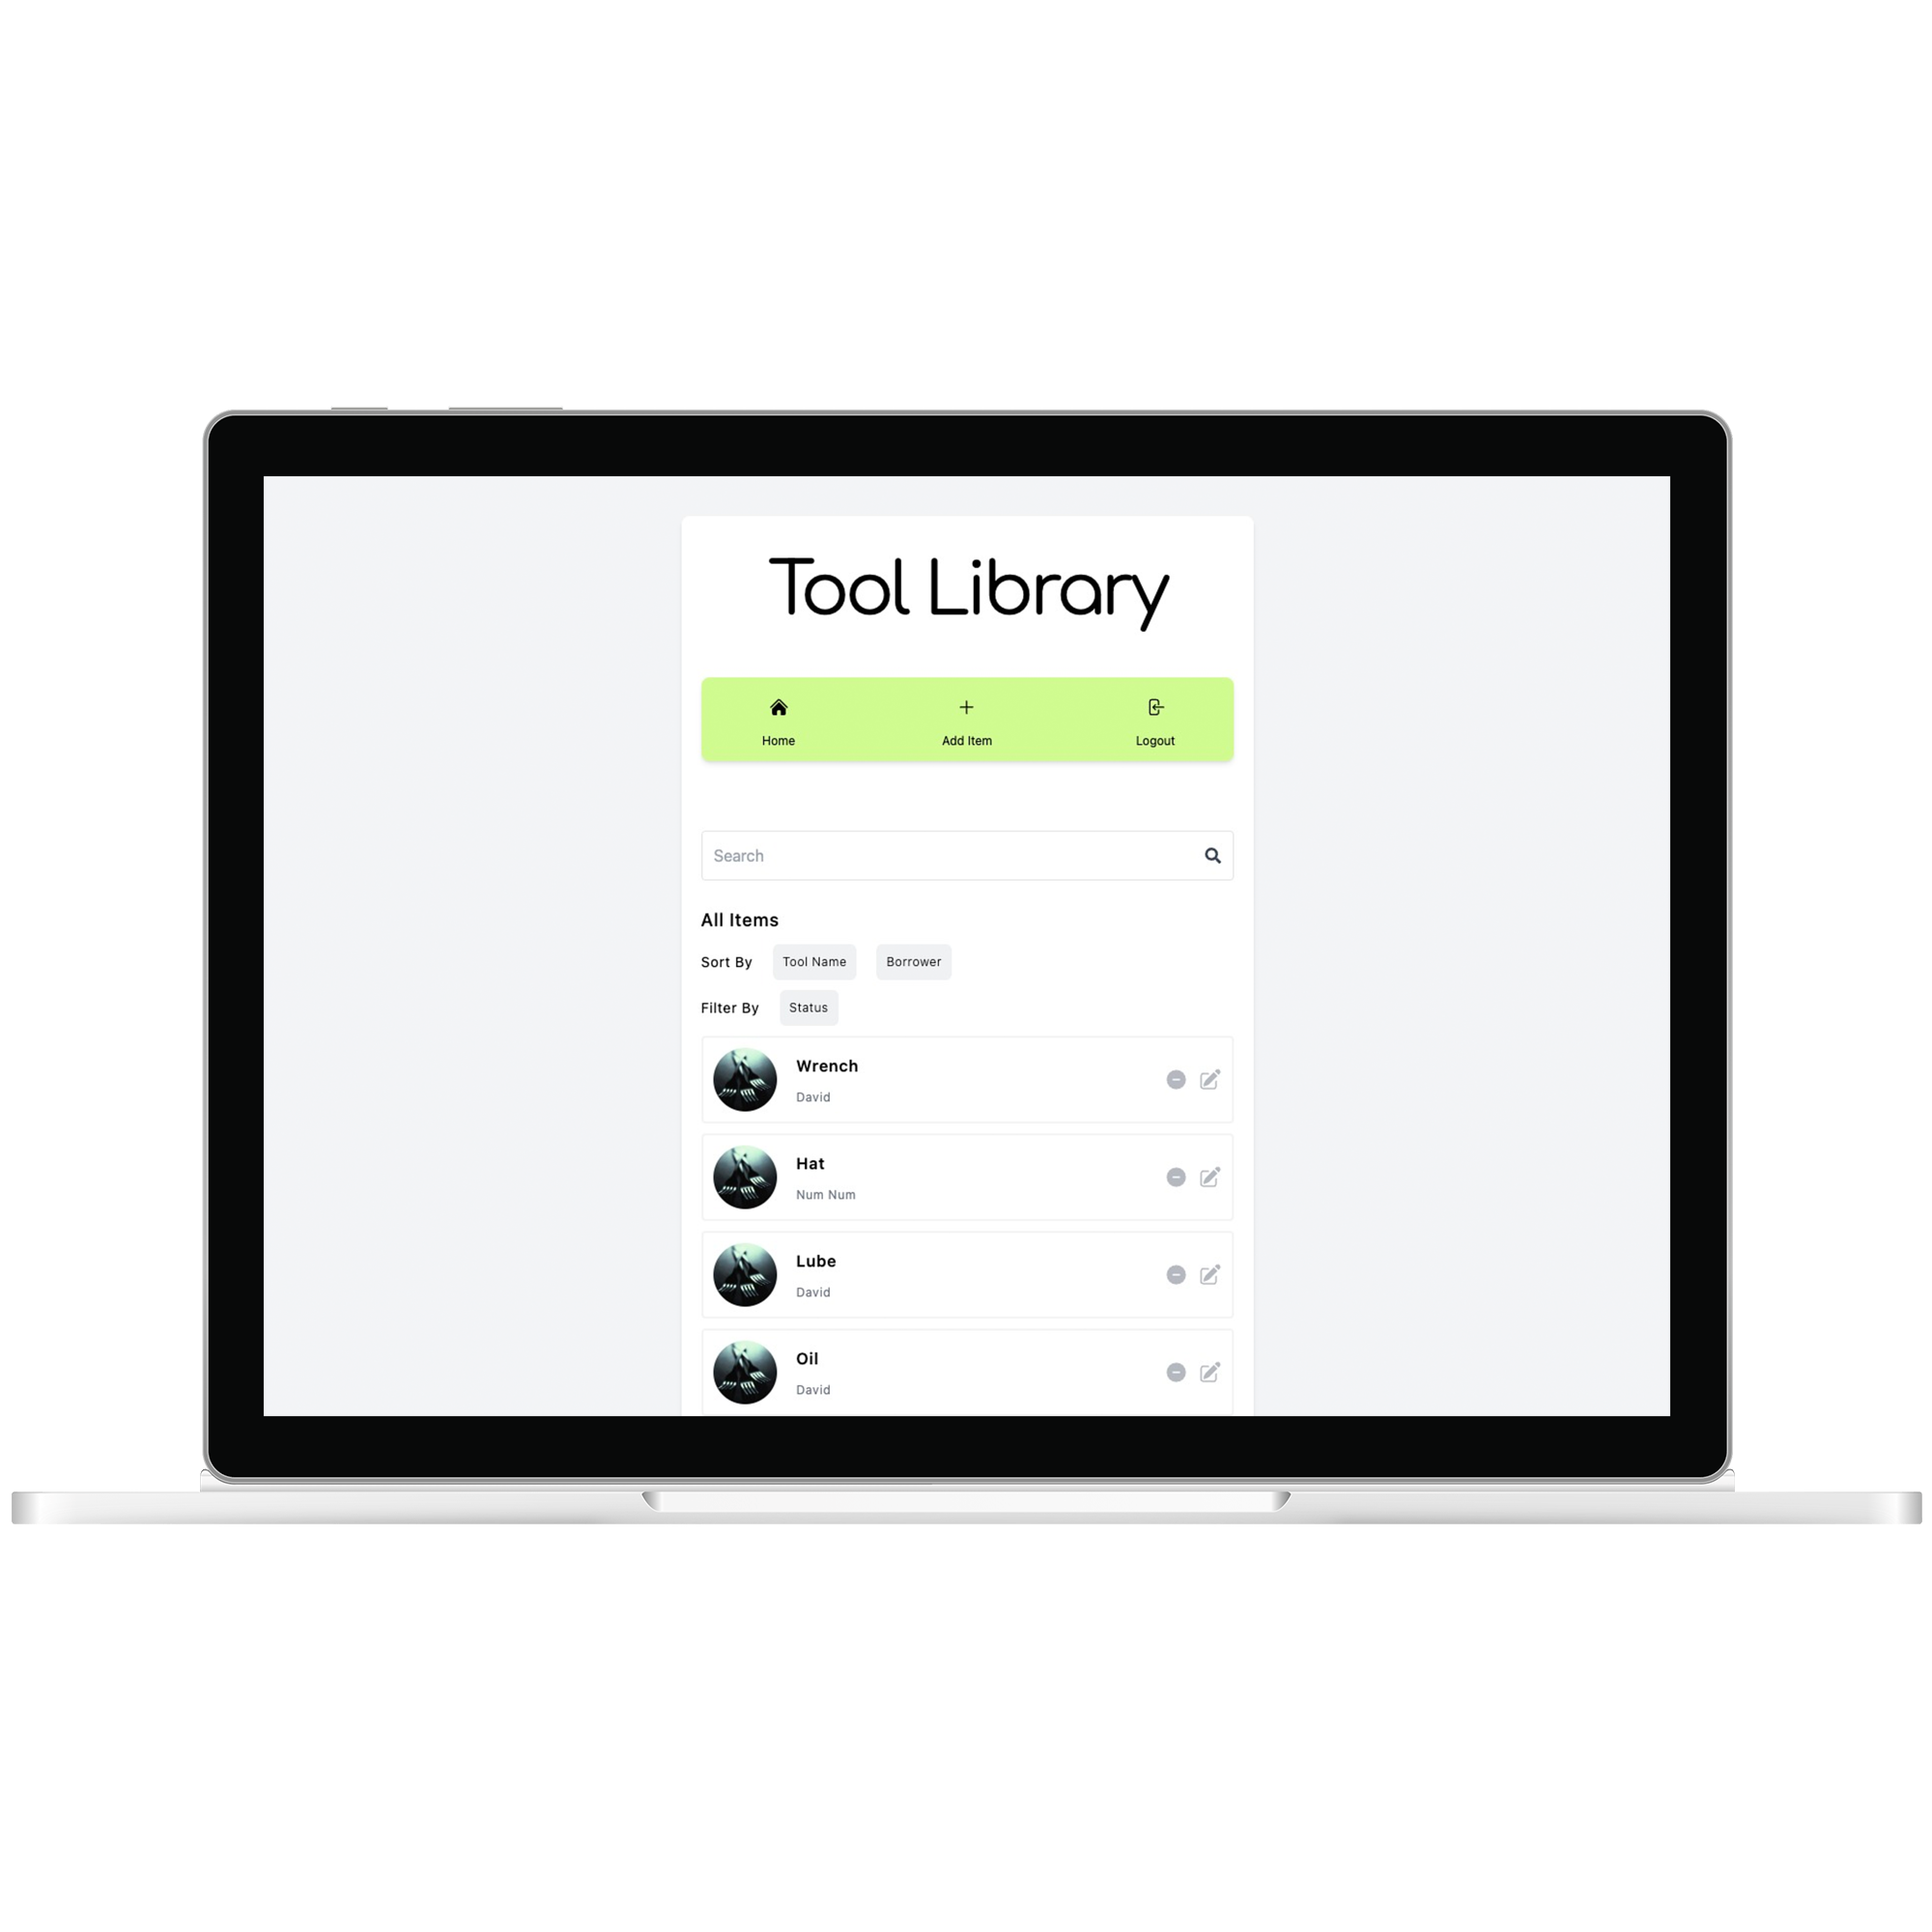 Tool Library
Home Add Item Logout
Search
All Items
Sort By Tool Name Borrower
Filter By Status
Wrench
David
Hat
Num Num
Lube
David
Oil
David